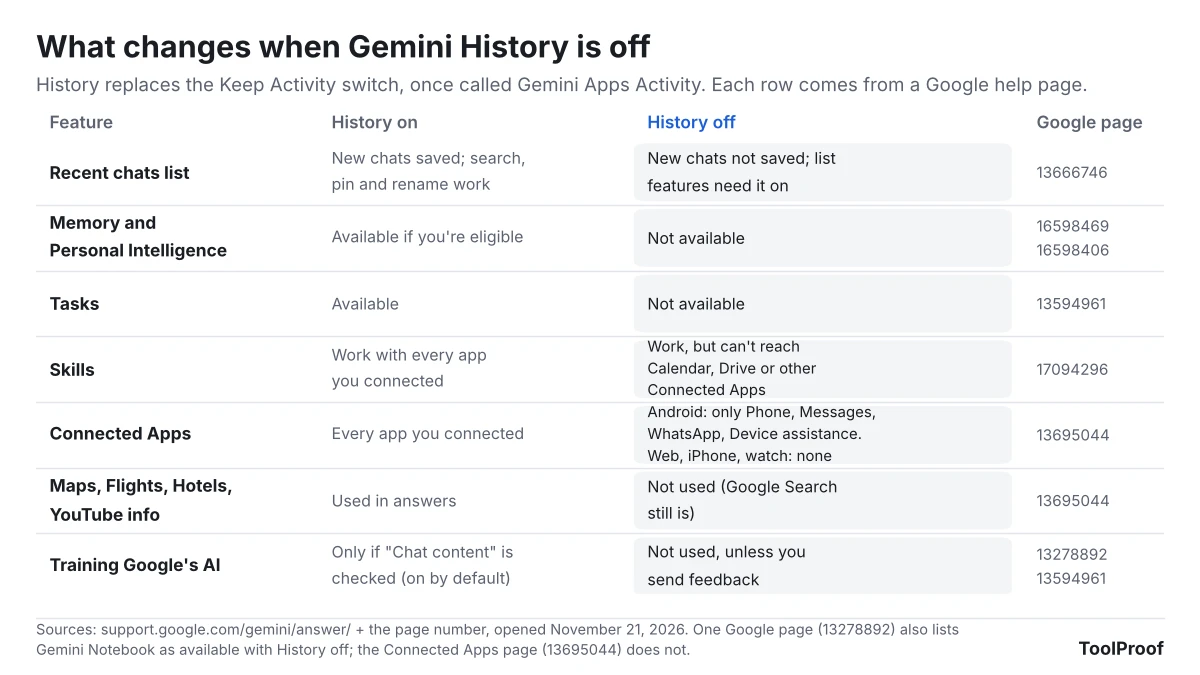 What changes when Gemini History is off
History replaces the Keep Activity switch, once called Gemini Apps Activity. Each row comes from a Google help page.
Feature
History on
History off
Google page
Recent chats list
New chats saved; search,
pin and rename work
New chats not saved; list
features need it on
13666746
Memory and
Personal Intelligence
Available if you're eligible
Not available
16598469
16598406
Tasks
Available
Not available
13594961
Skills
Work with every app
you connected
Work, but can't reach
Calendar, Drive or other
Connected Apps
17094296
Connected Apps
Every app you connected
Android: only Phone, Messages,
WhatsApp, Device assistance.
Web, iPhone, watch: none
13695044
Maps, Flights, Hotels,
YouTube info
Used in answers
Not used (Google Search
still is)
13695044
Training Google's AI
Only if "Chat content" is
checked (on by default)
Not used, unless you
send feedback
13278892
13594961
Sources: support.google.com/gemini/answer/ + the page number, opened November 21, 2026. One Google page (13278892) also lists
Gemini Notebook as available with History off; the Connected Apps page (13695044) does not.
ToolProof